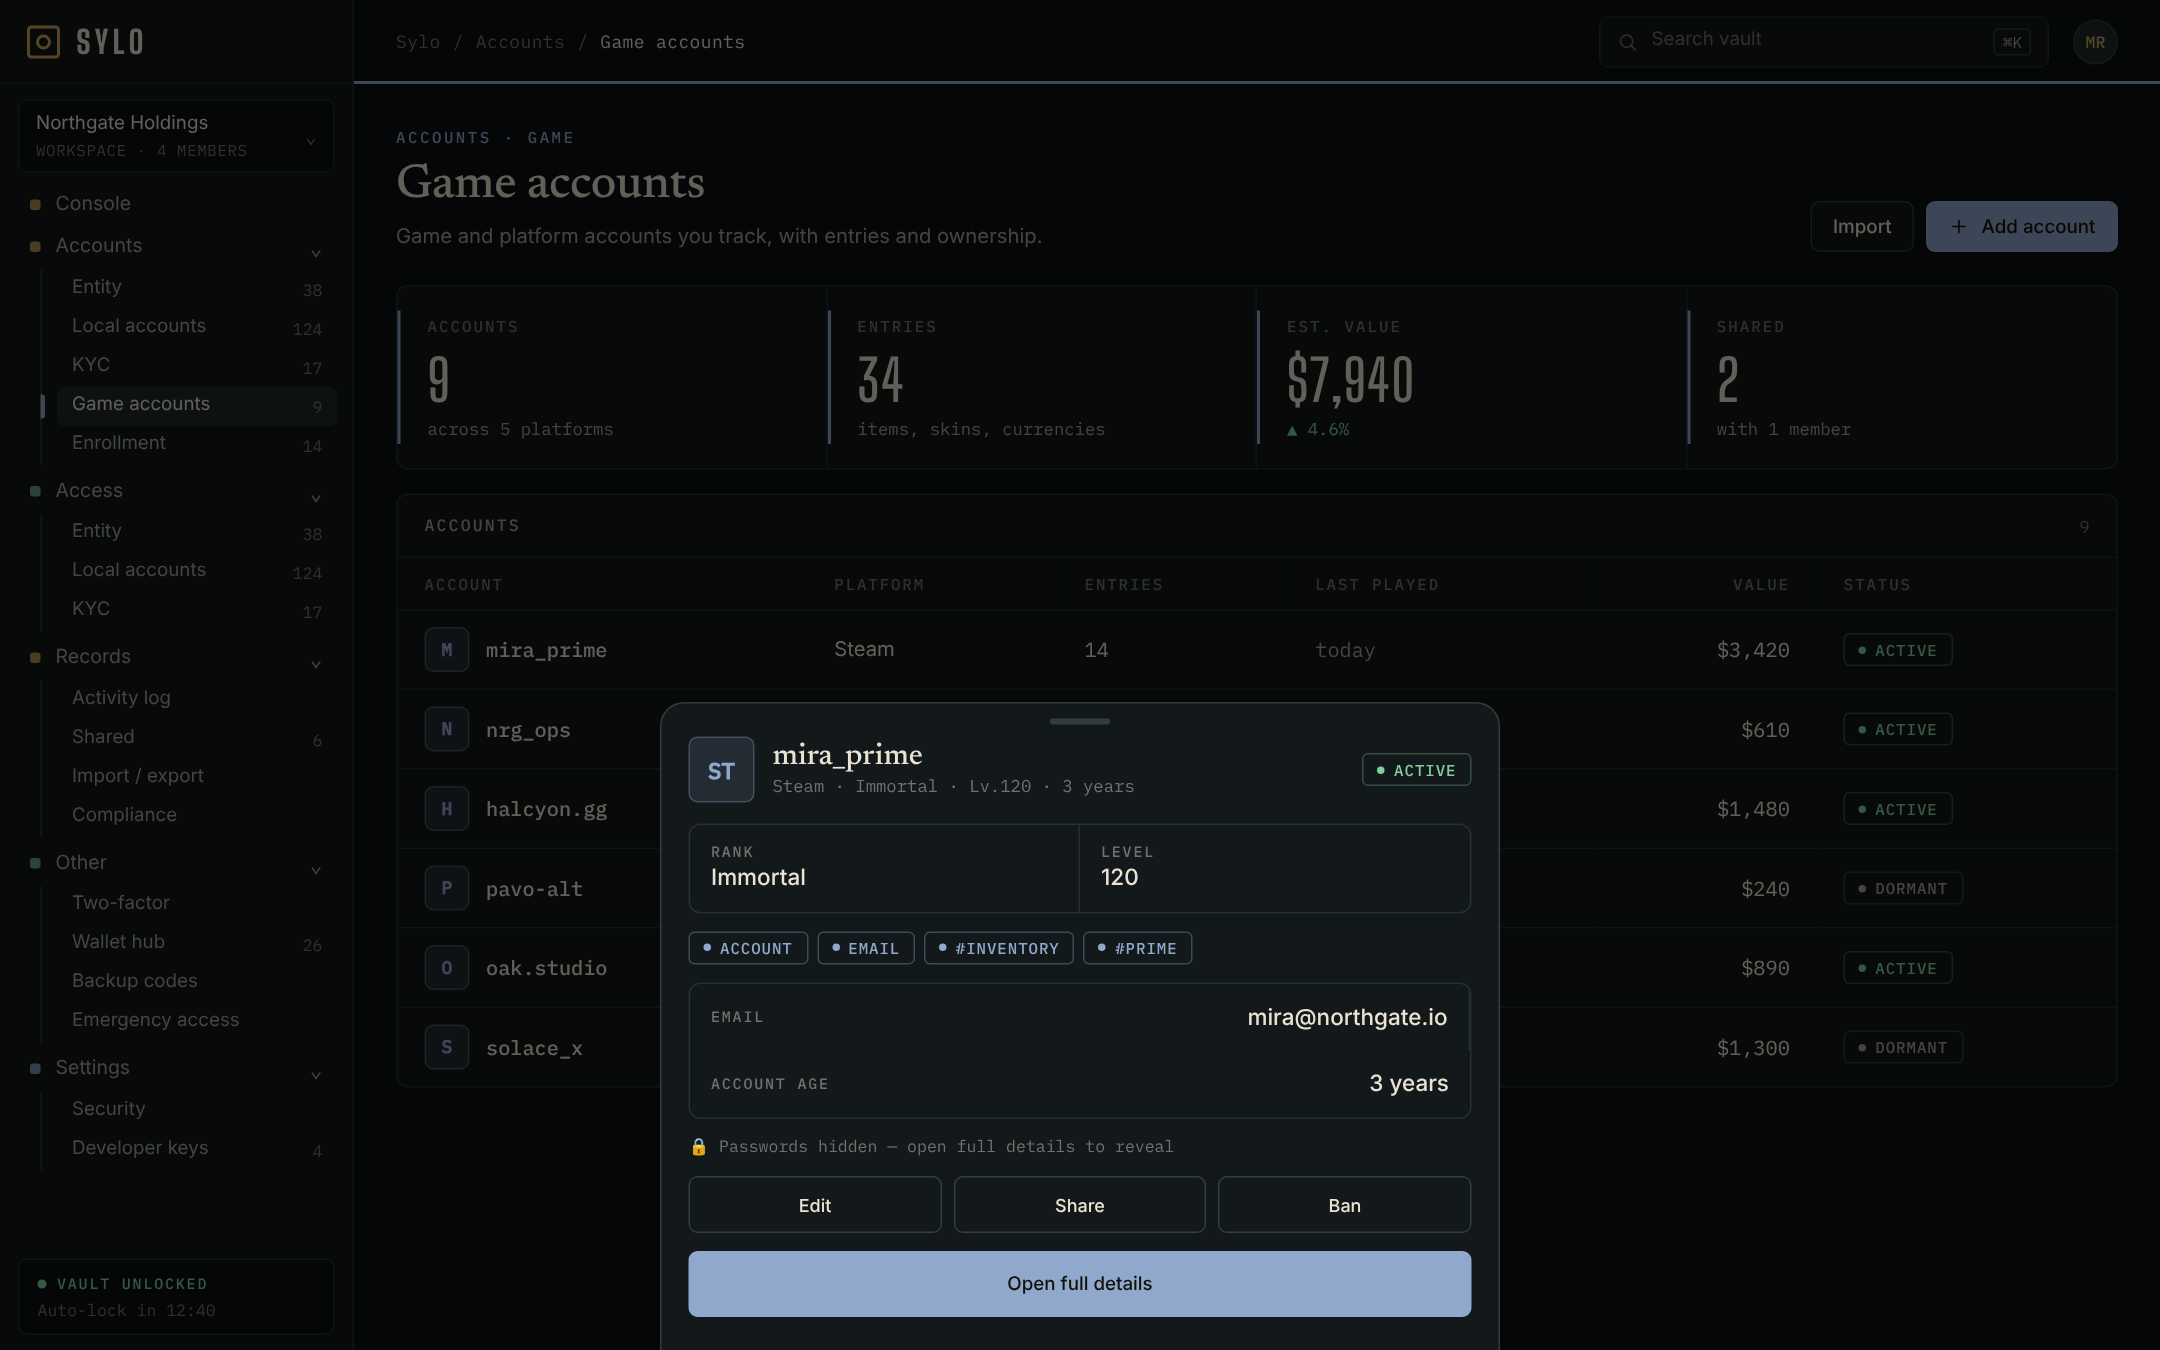 SYLO
Sylo / Accounts / Game accounts
Search vault
⌘K
MR
Northgate Holdings
WORKSPACE · 4 MEMBERS
Console
Accounts
Entity 38
Local accounts 124
KYC 17
Game accounts 9
Enrollment 14
Access
Entity 38
Local accounts 124
KYC 17
Records
Activity log
Shared 6
Import / export
Compliance
Other
Two-factor
Wallet hub 26
Backup codes
Emergency access
Settings
Security
Developer keys 4
VAULT UNLOCKED
Auto-lock in 12:40
ACCOUNTS · GAME
Game accounts
Game and platform accounts you track, with entries and ownership.
Import
+ Add account
ACCOUNTS
9
across 5 platforms
ENTRIES
34
items, skins, currencies
EST. VALUE
$7,940
▲ 4.6%
SHARED
2
with 1 member
ACCOUNTS 9
ACCOUNT PLATFORM ENTRIES LAST PLAYED VALUE STATUS
M mira_prime Steam 14 today $3,420 ACTIVE
N nrg_ops $610 ACTIVE
H halcyon.gg $1,480 ACTIVE
P pavo-alt $240 DORMANT
O oak.studio $890 ACTIVE
S solace_x $1,300 DORMANT
ST
mira_prime
Steam · Immortal · Lv.120 · 3 years
ACTIVE
RANK
Immortal
LEVEL
120
ACCOUNT
EMAIL
#INVENTORY
#PRIME
EMAIL mira@northgate.io
ACCOUNT AGE 3 years
🔒 Passwords hidden — open full details to reveal
Edit
Share
Ban
Open full details